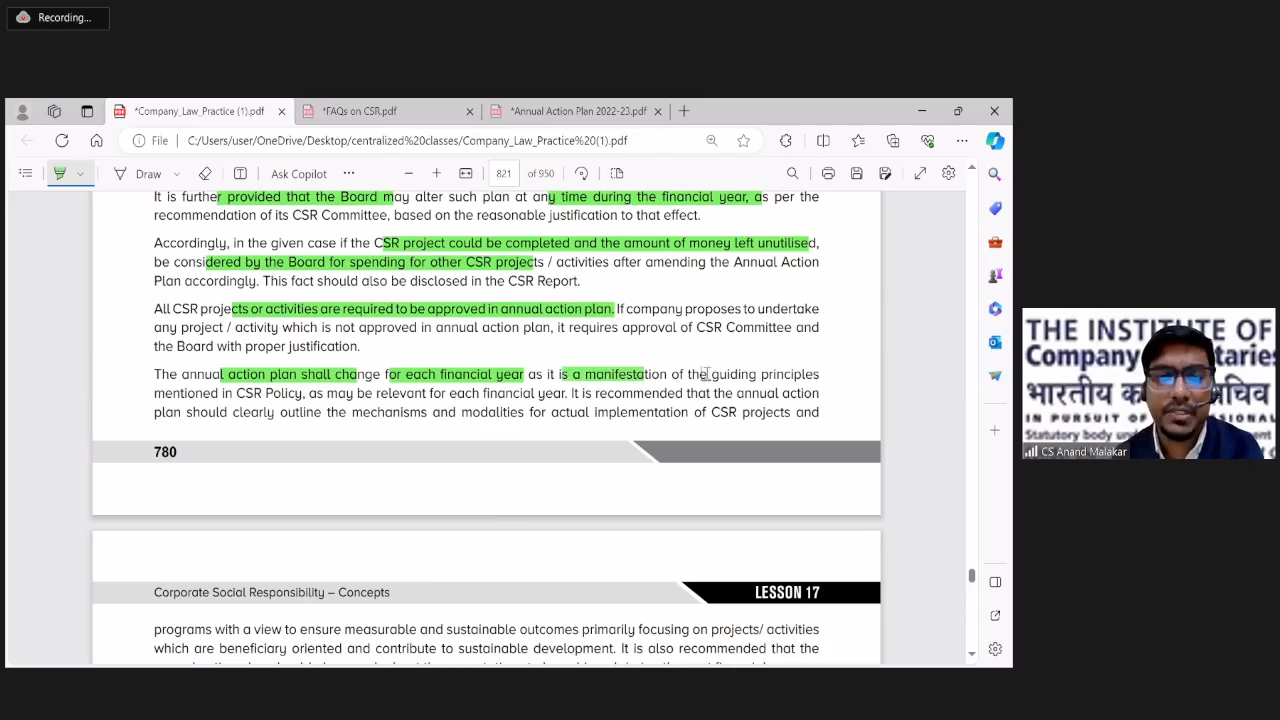 Recording...
*Company_Law_Practice (1).pdf
*FAQs on CSR.pdf
*Annual Action Plan 2022-23.pdf
File
C:/Users/user/OneDrive/Desktop/centralized%20classes/Company_Law_Practice%20(1).pdf
Draw
Ask Copilot
821 of 950
It is further provided that the Board may alter such plan at any time during the financial year, as per the
recommendation of its CSR Committee, based on the reasonable justification to that effect.
Accordingly, in the given case if the CSR project could be completed and the amount of money left unutilised,
be considered by the Board for spending for other CSR projects / activities after amending the Annual Action
Plan accordingly. This fact should also be disclosed in the CSR Report.
All CSR projects or activities are required to be approved in annual action plan. If company proposes to undertake
any project / activity which is not approved in annual action plan, it requires approval of CSR Committee and
the Board with proper justification.
The annual action plan shall change for each financial year as it is a manifestation of the guiding principles
mentioned in CSR Policy, as may be relevant for each financial year. It is recommended that the annual action
plan should clearly outline the mechanisms and modalities for actual implementation of CSR projects and
780
Corporate Social Responsibility – Concepts
LESSON 17
programs with a view to ensure measurable and sustainable outcomes primarily focusing on projects/ activities
which are beneficiary oriented and contribute to sustainable development. It is also recommended that the
THE INSTITUTE OF
Company
भारतीय
IN PURSUIT OF
Statutory body
CS Anand Malakar